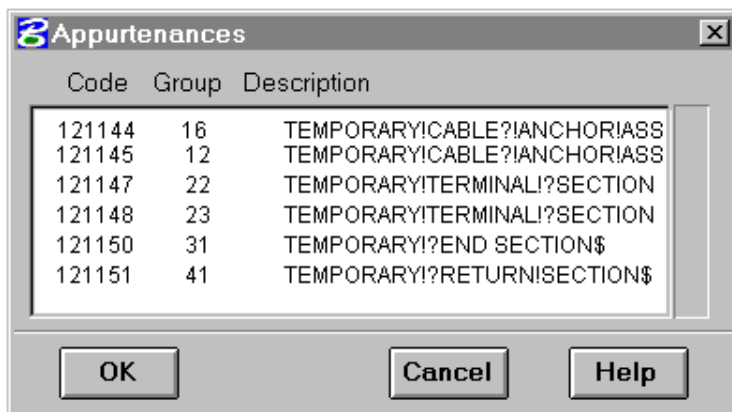 Appurtenances
Code Group Description
121144 16 TEMPORARY!CABLE?!ANCHOR!ASS
121145 12 TEMPORARY!CABLE?!ANCHOR!ASS
121147 22 TEMPORARY!TERMINAL!?SECTION
121148 23 TEMPORARY!TERMINAL!?SECTION
121150 31 TEMPORARY!?END SECTION$
121151 41 TEMPORARY!?RETURN!SECTION$
OK Cancel Help